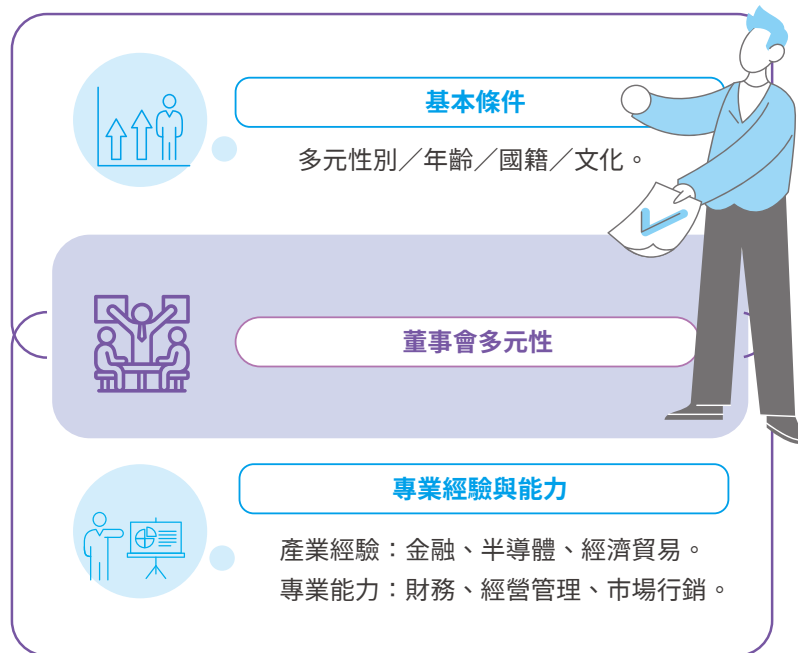 基本條件
多元性別／年齡／國籍／文化。
董事會多元性
專業經驗與能力
產業經驗：金融、半導體、經濟貿易。
專業能力：財務、經營管理、市場行銷。